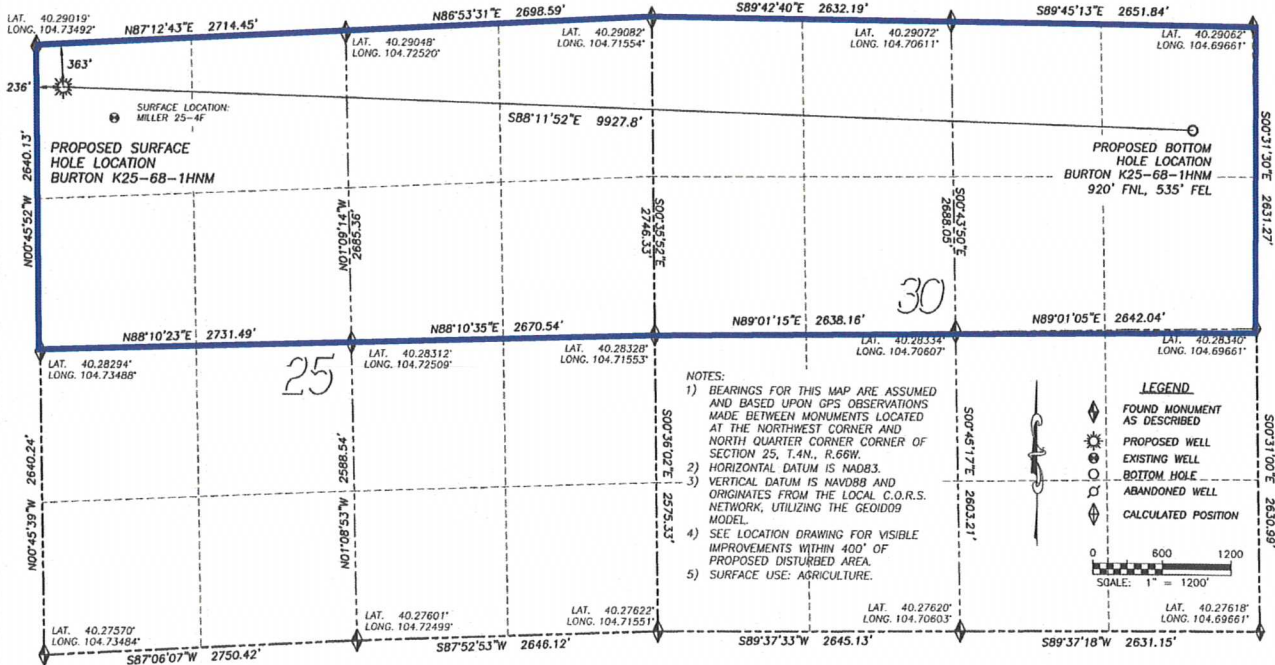 LAT. 40.29019°
LONG. 104.73492°
N87°12'43"E 2714.45'
LAT. 40.29048°
LONG. 104.72520°
N86°53'31"E 2698.59'
LAT. 40.29082°
LONG. 104.71554°
S89°42'40"E 2632.19'
LAT. 40.29072°
LONG. 104.70611°
S89°45'13"E 2651.84'
LAT. 40.29062°
LONG. 104.69661°
363'
236'
SURFACE LOCATION:
MILLER 25-4F
PROPOSED SURFACE
HOLE LOCATION
BURTON K25-68-1HNM
S88°11'52"E 9927.8'
PROPOSED BOTTOM
HOLE LOCATION
BURTON K25-68-1HNM
920' FNL, 535' FEL
N00°45'52"W 2640.13'
N01°09'14"W
2685.36'
S00°35'52"E
2746.33'
S00°43'50"E
2688.05'
S00°31'30"E 2631.27'
30
N88°10'23"E 2731.49'
N88°10'35"E 2670.54'
N89°01'15"E 2638.16'
N89°01'05"E 2642.04'
LAT. 40.28294°
LONG. 104.73488°
25
LAT. 40.28312°
LONG. 104.72509°
LAT. 40.28328°
LONG. 104.71553°
LAT. 40.28334°
LONG. 104.70607°
LAT. 40.28340°
LONG. 104.69661°
NOTES:
1) BEARINGS FOR THIS MAP ARE ASSUMED
AND BASED UPON GPS OBSERVATIONS
MADE BETWEEN MONUMENTS LOCATED
AT THE NORTHWEST CORNER AND
NORTH QUARTER CORNER CORNER OF
SECTION 25, T.4N., R.66W.
2) HORIZONTAL DATUM IS NAD83.
3) VERTICAL DATUM IS NAVD88 AND
ORIGINATES FROM THE LOCAL C.O.R.S.
NETWORK, UTILIZING THE GEOID09
MODEL.
4) SEE LOCATION DRAWING FOR VISIBLE
IMPROVEMENTS WITHIN 400' OF
PROPOSED DISTURBED AREA.
5) SURFACE USE: AGRICULTURE.
LEGEND
FOUND MONUMENT
AS DESCRIBED
PROPOSED WELL
EXISTING WELL
BOTTOM HOLE
ABANDONED WELL
CALCULATED POSITION
0 600 1200
SCALE: 1" = 1200'
N00°45'39"W 2640.24'
N01°08'53"W 2588.54'
S00°36'02"E 2575.33'
S00°45'17"E 2603.21'
S00°31'00"E 2630.99'
LAT. 40.27570°
LONG. 104.73484°
S87°06'07"W 2750.42'
LAT. 40.27601°
LONG. 104.72499°
S87°52'53"W 2646.12'
LAT. 40.27622°
LONG. 104.71551°
S89°37'33"W 2645.13'
LAT. 40.27620°
LONG. 104.70603°
S89°37'18"W 2631.15'
LAT. 40.27618°
LONG. 104.69661°